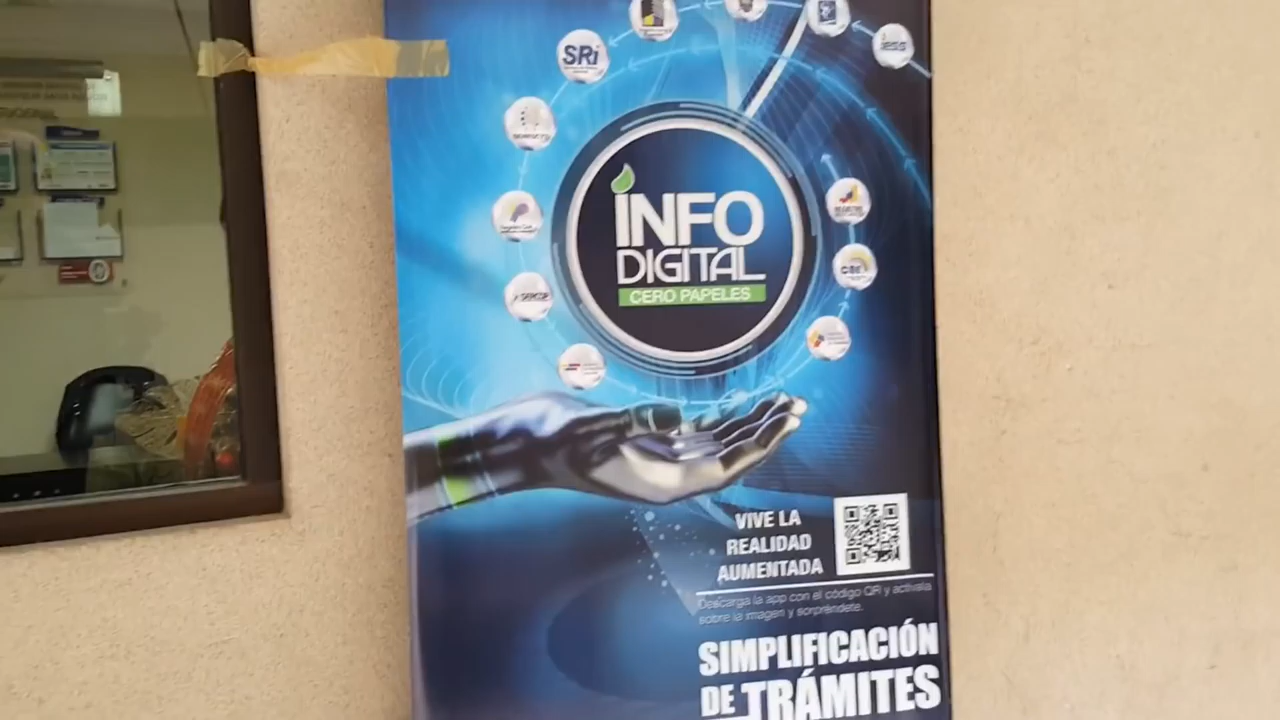 SRi
iess
INFO
DIGITAL
CERO PAPELES
VIVE LA
REALIDAD
AUMENTADA
Descarga la app con el código QR y actívala
sobre la imagen y sorpréndete.
SIMPLIFICACIÓN
DE TRÁMITES